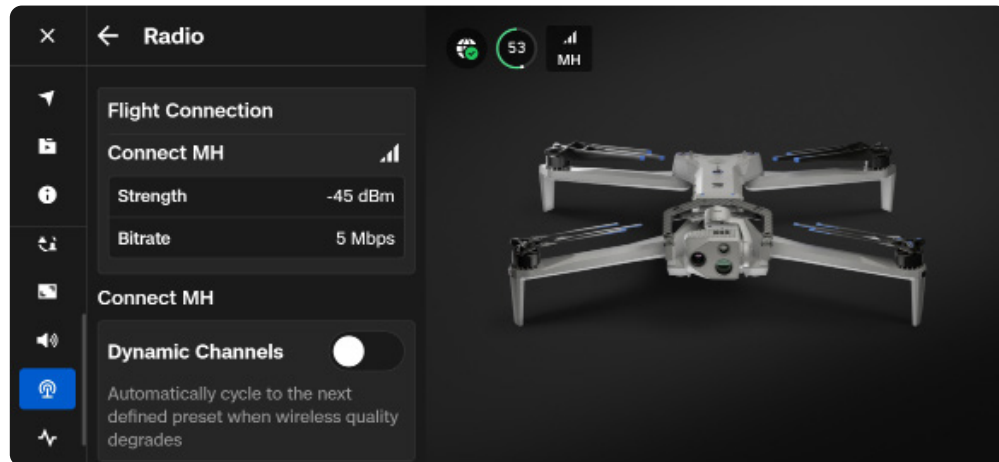 Radio
53
MH
Flight Connection
Connect MH
Strength -45 dBm
Bitrate 5 Mbps
Connect MH
Dynamic Channels
Automatically cycle to the next
defined preset when wireless quality
degrades